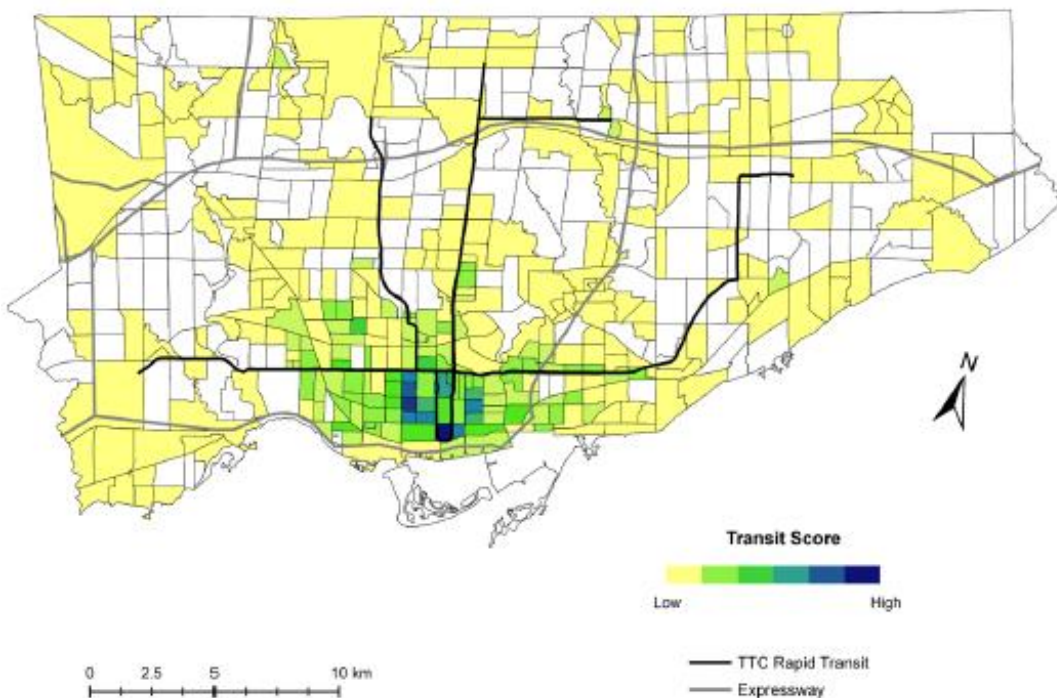 N
Transit Score
Low High
TTC Rapid Transit
Expressway
0 2.5 5 10 km